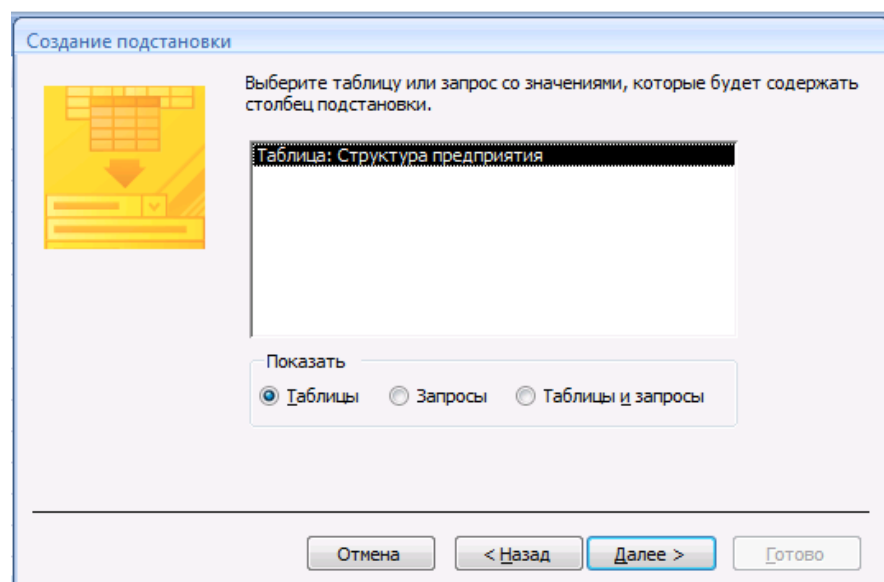 Создание подстановки
Выберите таблицу или запрос со значениями, которые будет содержать
столбец подстановки.
Таблица: Структура предприятия
Показать
Таблицы Запросы Таблицы и запросы
Отмена < Назад Далее > Готово